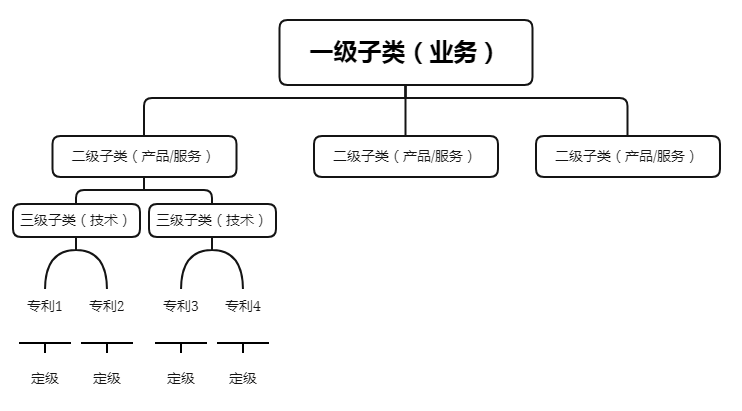 一级子类（业务）
二级子类（产品/服务）
二级子类（产品/服务）
二级子类（产品/服务）
三级子类（技术）
三级子类（技术）
专利1
专利2
专利3
专利4
定级
定级
定级
定级